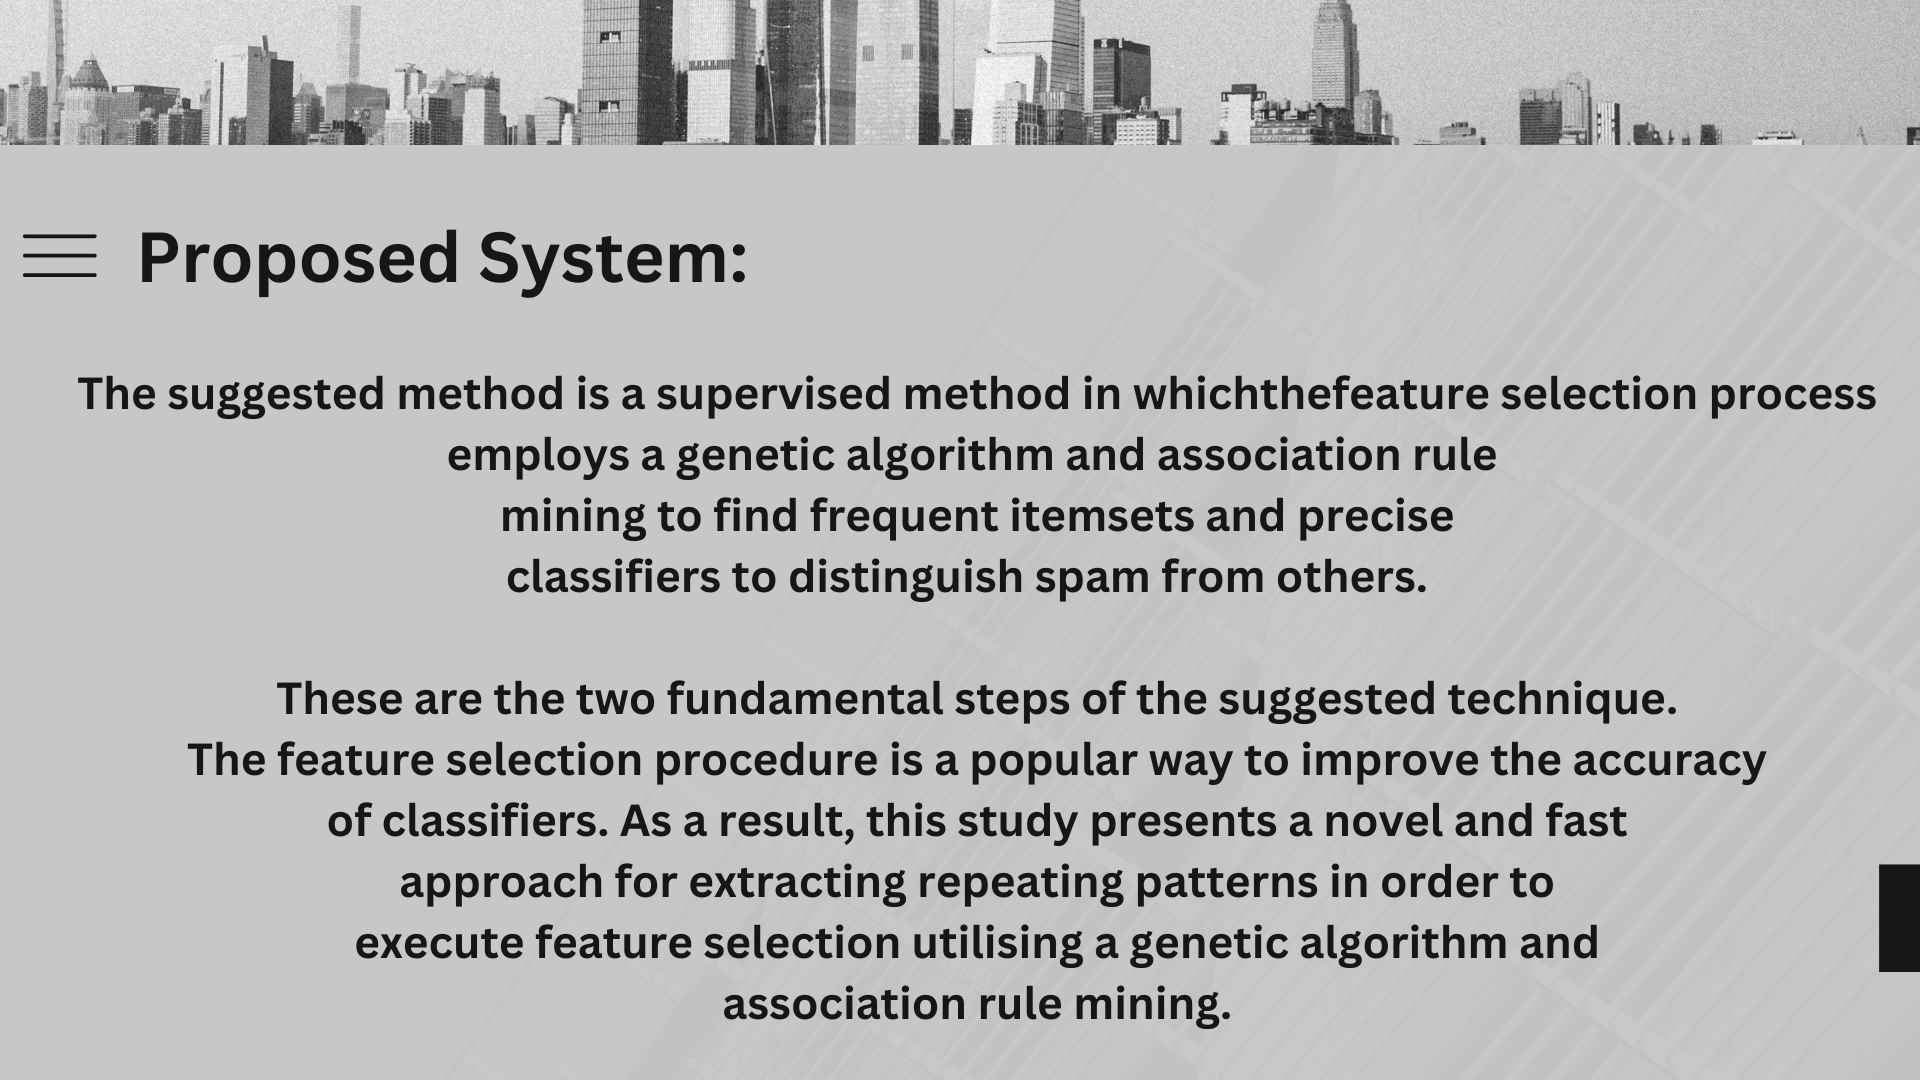 Proposed System:
The suggested method is a supervised method in whichthefeature selection process
employs a genetic algorithm and association rule
mining to find frequent itemsets and precise
classifiers to distinguish spam from others.
These are the two fundamental steps of the suggested technique.
The feature selection procedure is a popular way to improve the accuracy
of classifiers. As a result, this study presents a novel and fast
approach for extracting repeating patterns in order to
execute feature selection utilising a genetic algorithm and
association rule mining.